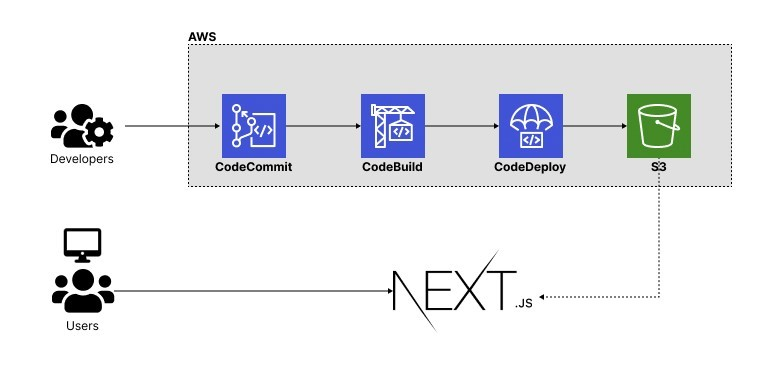 AWS
</>
</>
</>
Developers
CodeCommit
CodeBuild
CodeDeploy
S3
NEXT.JS
Users